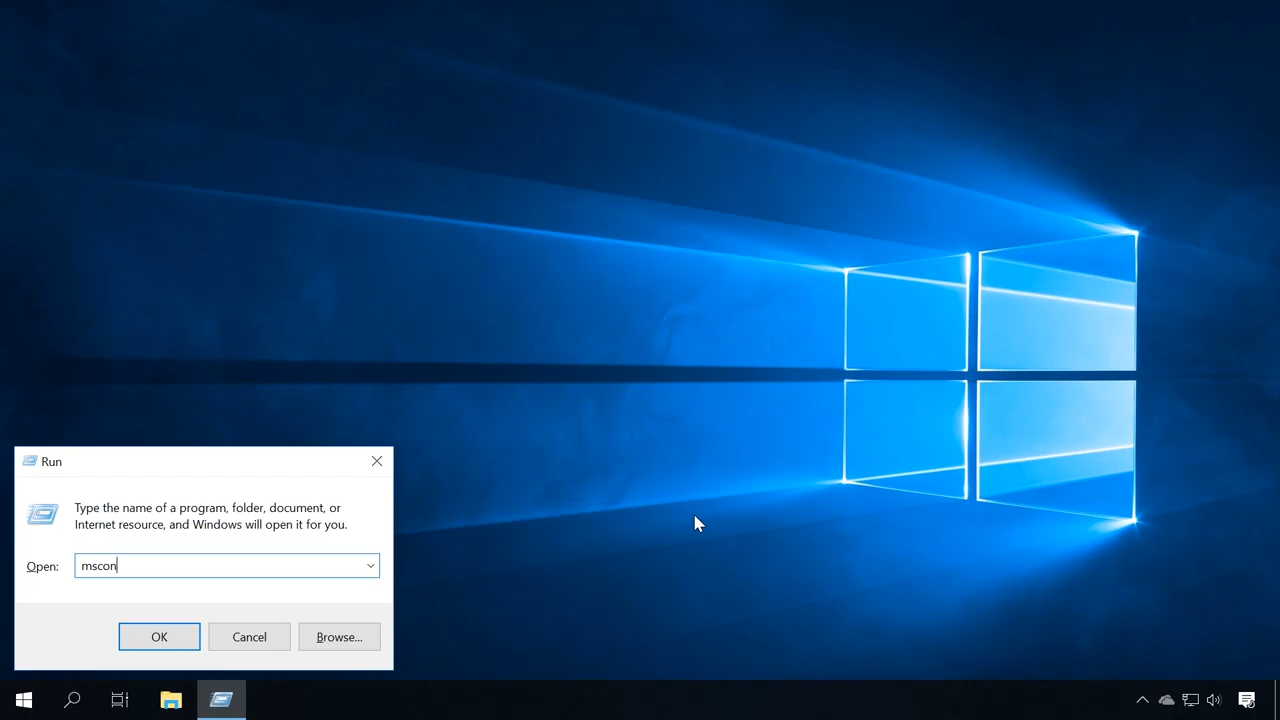 Run
Type the name of a program, folder, document, or
Internet resource, and Windows will open it for you.
Open: mscon
OK Cancel Browse...